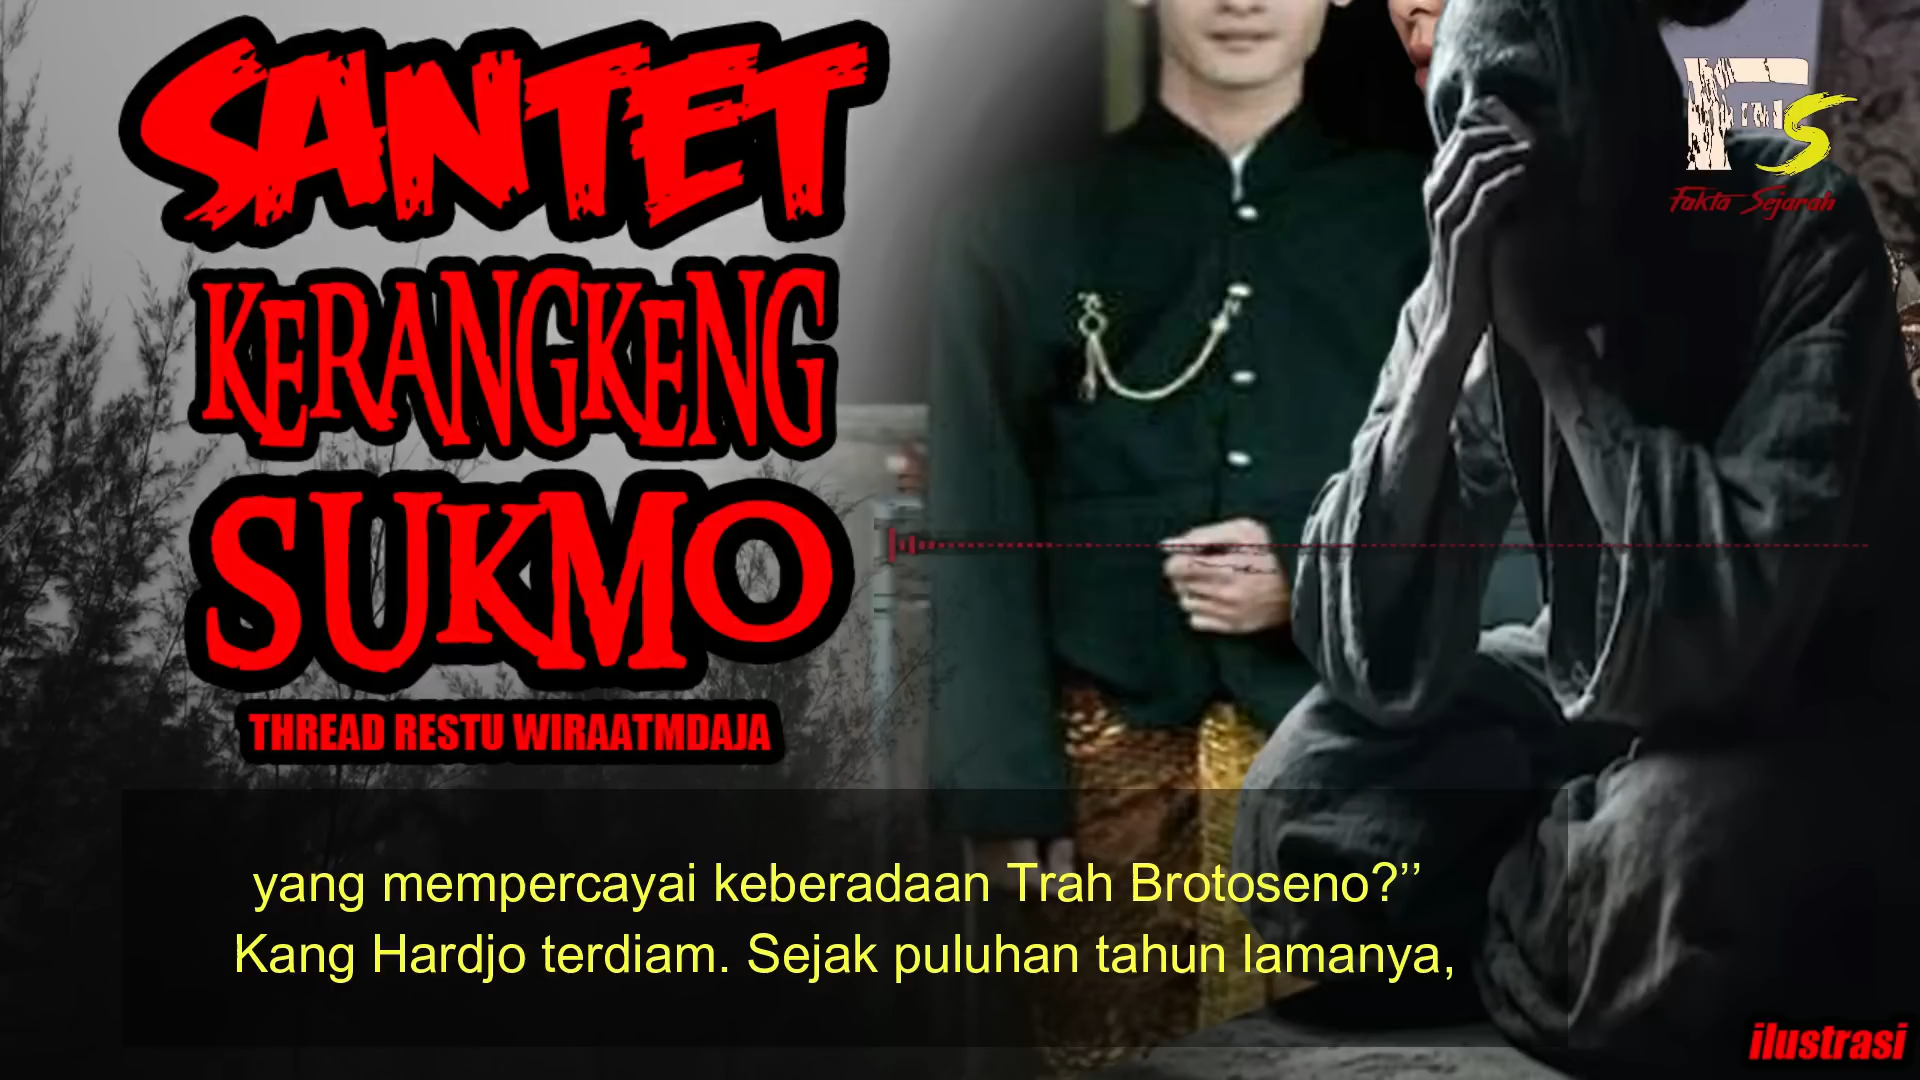 SANTET
KERANGKENG
SUKMO
THREAD RESTU WIRAATMDAJA
FS
Fakta Sejarah
yang mempercayai keberadaan Trah Brotoseno?’’
Kang Hardjo terdiam. Sejak puluhan tahun lamanya,
ilustrasi